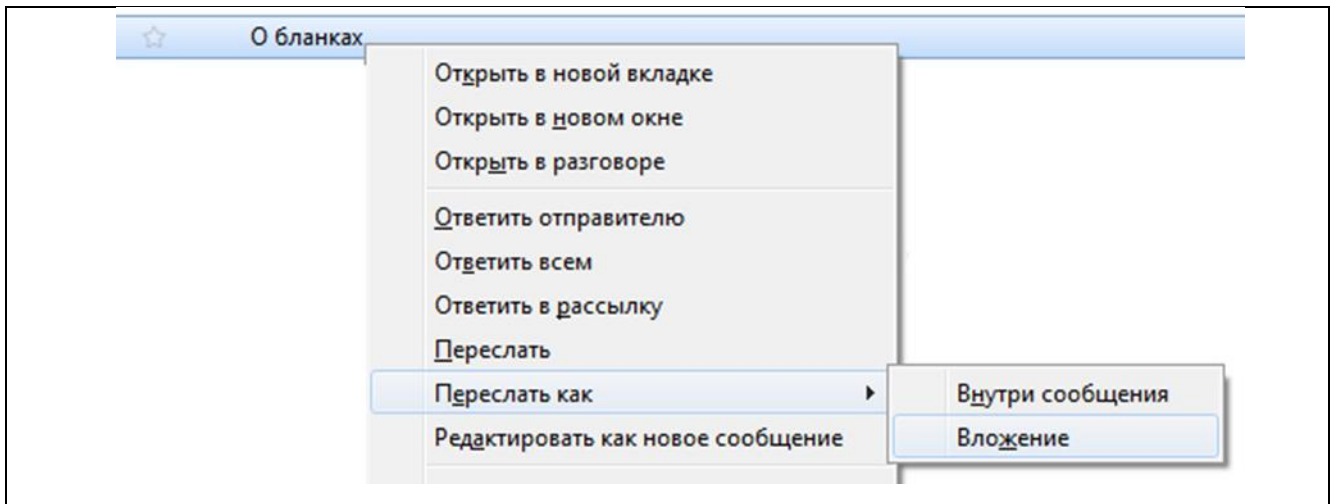 О бланках
Открыть в новой вкладке
Открыть в новом окне
Открыть в разговоре
Ответить отправителю
Ответить всем
Ответить в рассылку
Переслать
Переслать как
Внутри сообщения
Редактировать как новое сообщение
Вложение